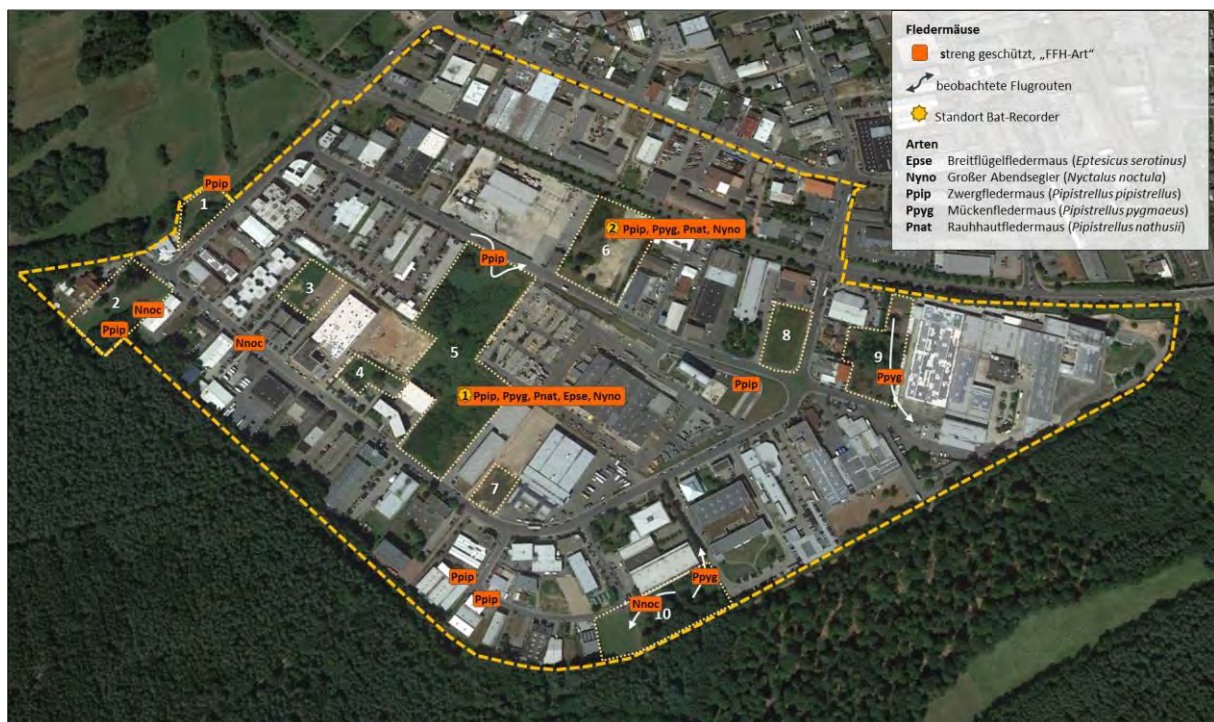 Fledermäuse
streng geschützt, „FFH-Art“
beobachtete Flugrouten
Standort Bat-Recorder
Arten
Epse Breitflügelfledermaus (Eptesicus serotinus)
Nyno Großer Abendsegler (Nyctalus noctula)
Ppip Zwergfledermaus (Pipistrellus pipistrellus)
Ppyg Mückenfledermaus (Pipistrellus pygmaeus)
Pnat Rauhhautfledermaus (Pipistrellus nathusii)
Ppip
1
2 Ppip, Ppyg, Pnat, Nyno
6
Ppip
3
2
Nnoc
Ppip
Nnoc
8
5
9
4
Ppyg
Ppip
1 Ppip, Ppyg, Pnat, Epse, Nyno
7
Ppip
Ppyg
Ppip
Nnoc
10